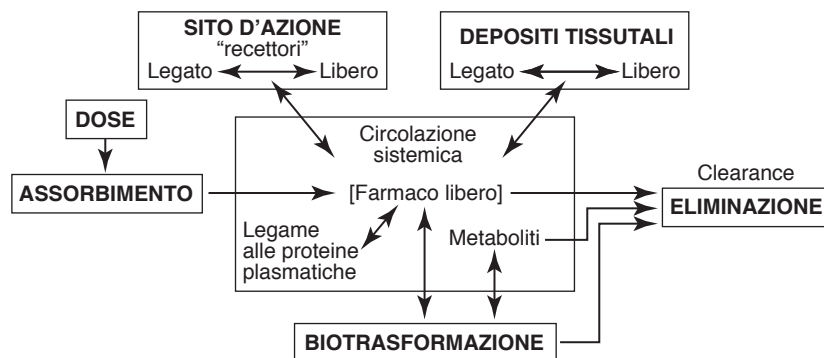 SITO D'AZIONE
“recettori”
Legato Libero
DEPOSITI TISSUTALI
Legato Libero
DOSE
ASSORBIMENTO
Circolazione
sistemica
[Farmaco libero]
Legame
alle proteine
plasmatiche
Metaboliti
Clearance
ELIMINAZIONE
BIOTRASFORMAZIONE